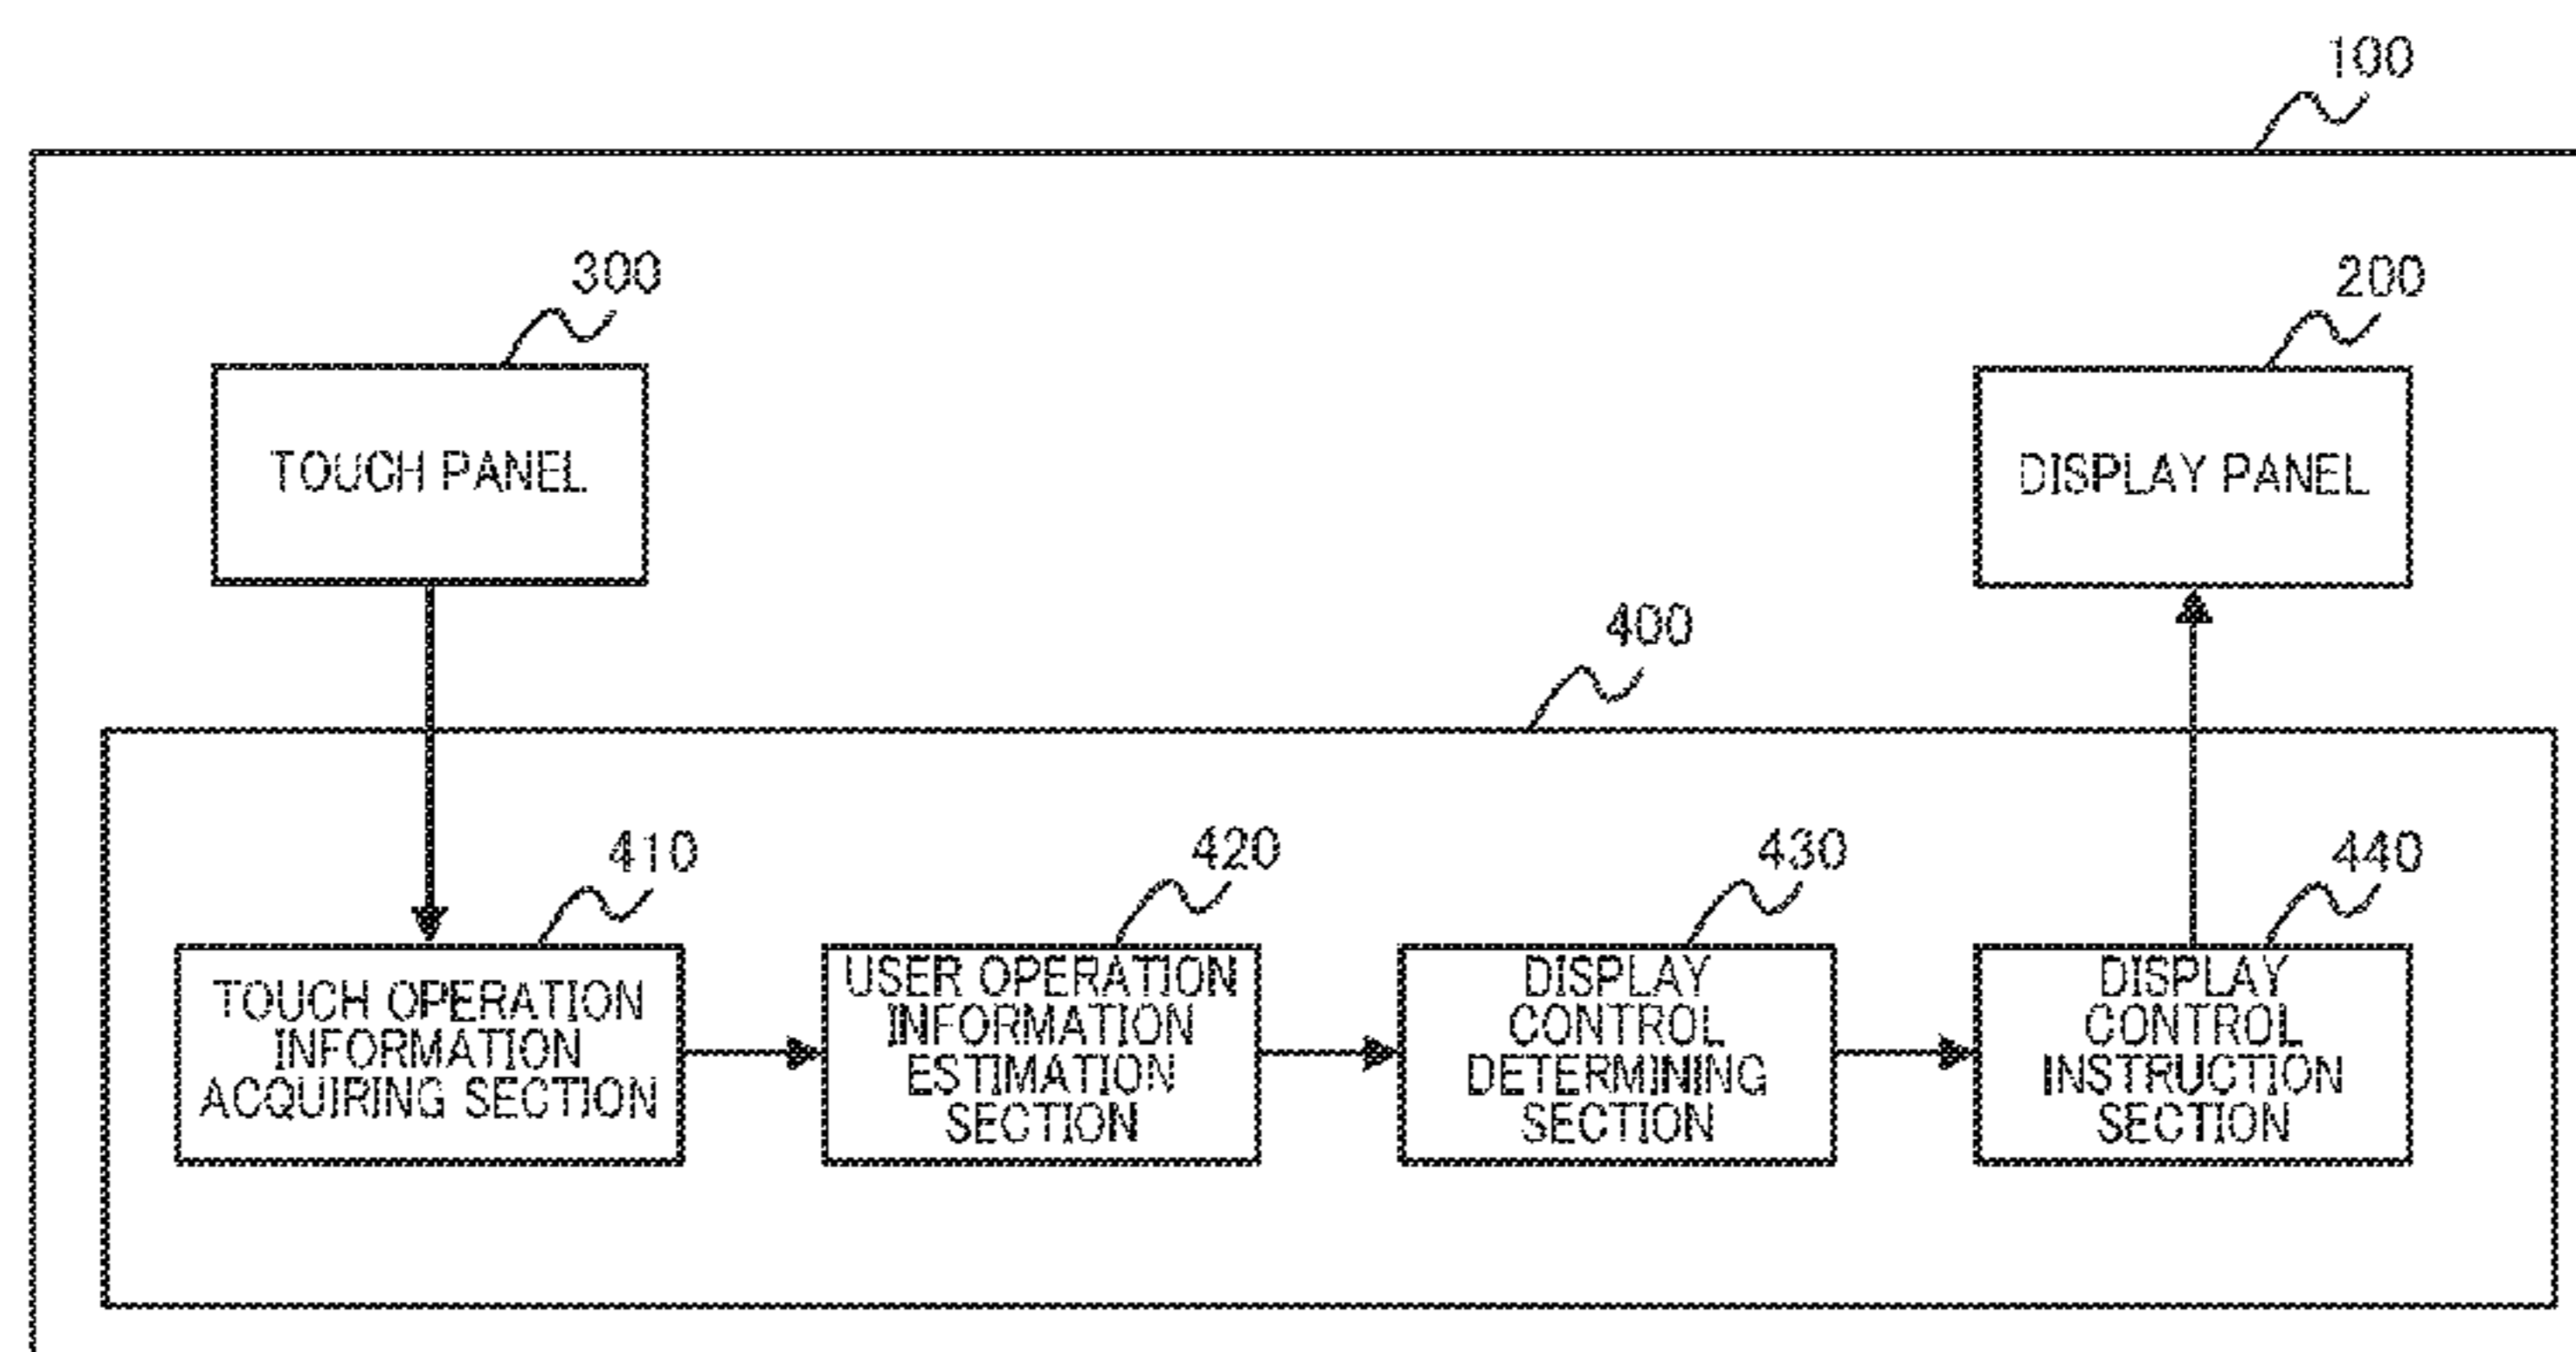 100
300
200
TOUCH PANEL
DISPLAY PANEL
400
410
420
430
440
TOUCH OPERATION
INFORMATION
ACQUIRING SECTION
USER OPERATION
INFORMATION
ESTIMATION
SECTION
DISPLAY
CONTROL
DETERMINING
SECTION
DISPLAY
CONTROL
INSTRUCTION
SECTION